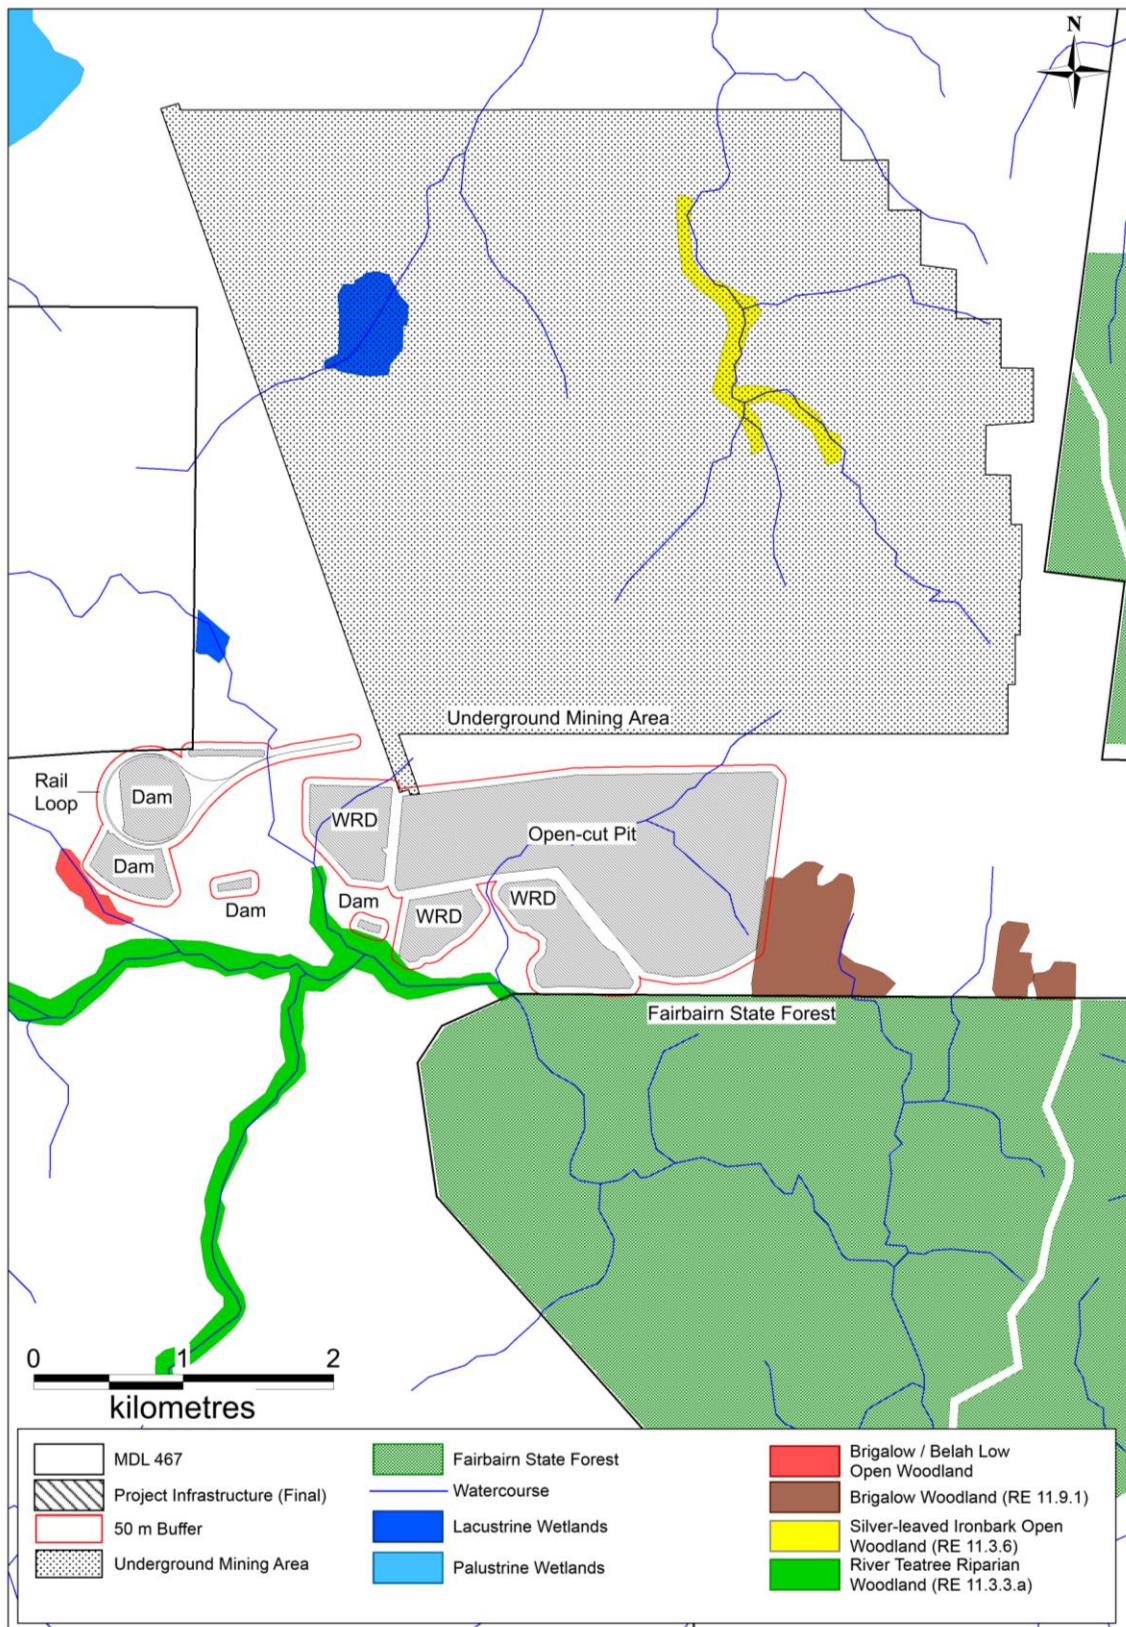 N
Underground Mining Area
Rail
Loop
Dam
WRD
Open-cut Pit
Dam
Dam
Dam
WRD
WRD
Fairbairn State Forest
0 1 2
kilometres
MDL 467
Project Infrastructure (Final)
50 m Buffer
Underground Mining Area
Fairbairn State Forest
Watercourse
Lacustrine Wetlands
Palustrine Wetlands
Brigalow / Belah Low
Open Woodland
Brigalow Woodland (RE 11.9.1)
Silver-leaved Ironbark Open
Woodland (RE 11.3.6)
River Teatree Riparian
Woodland (RE 11.3.3.a)